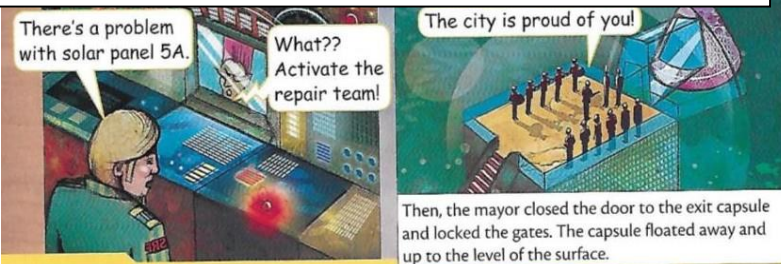 There's a problem
with solar panel 5A.
What??
Activate the
repair team!
The city is proud of you!
Then, the mayor closed the door to the exit capsule
and locked the gates. The capsule floated away and
up to the level of the surface.